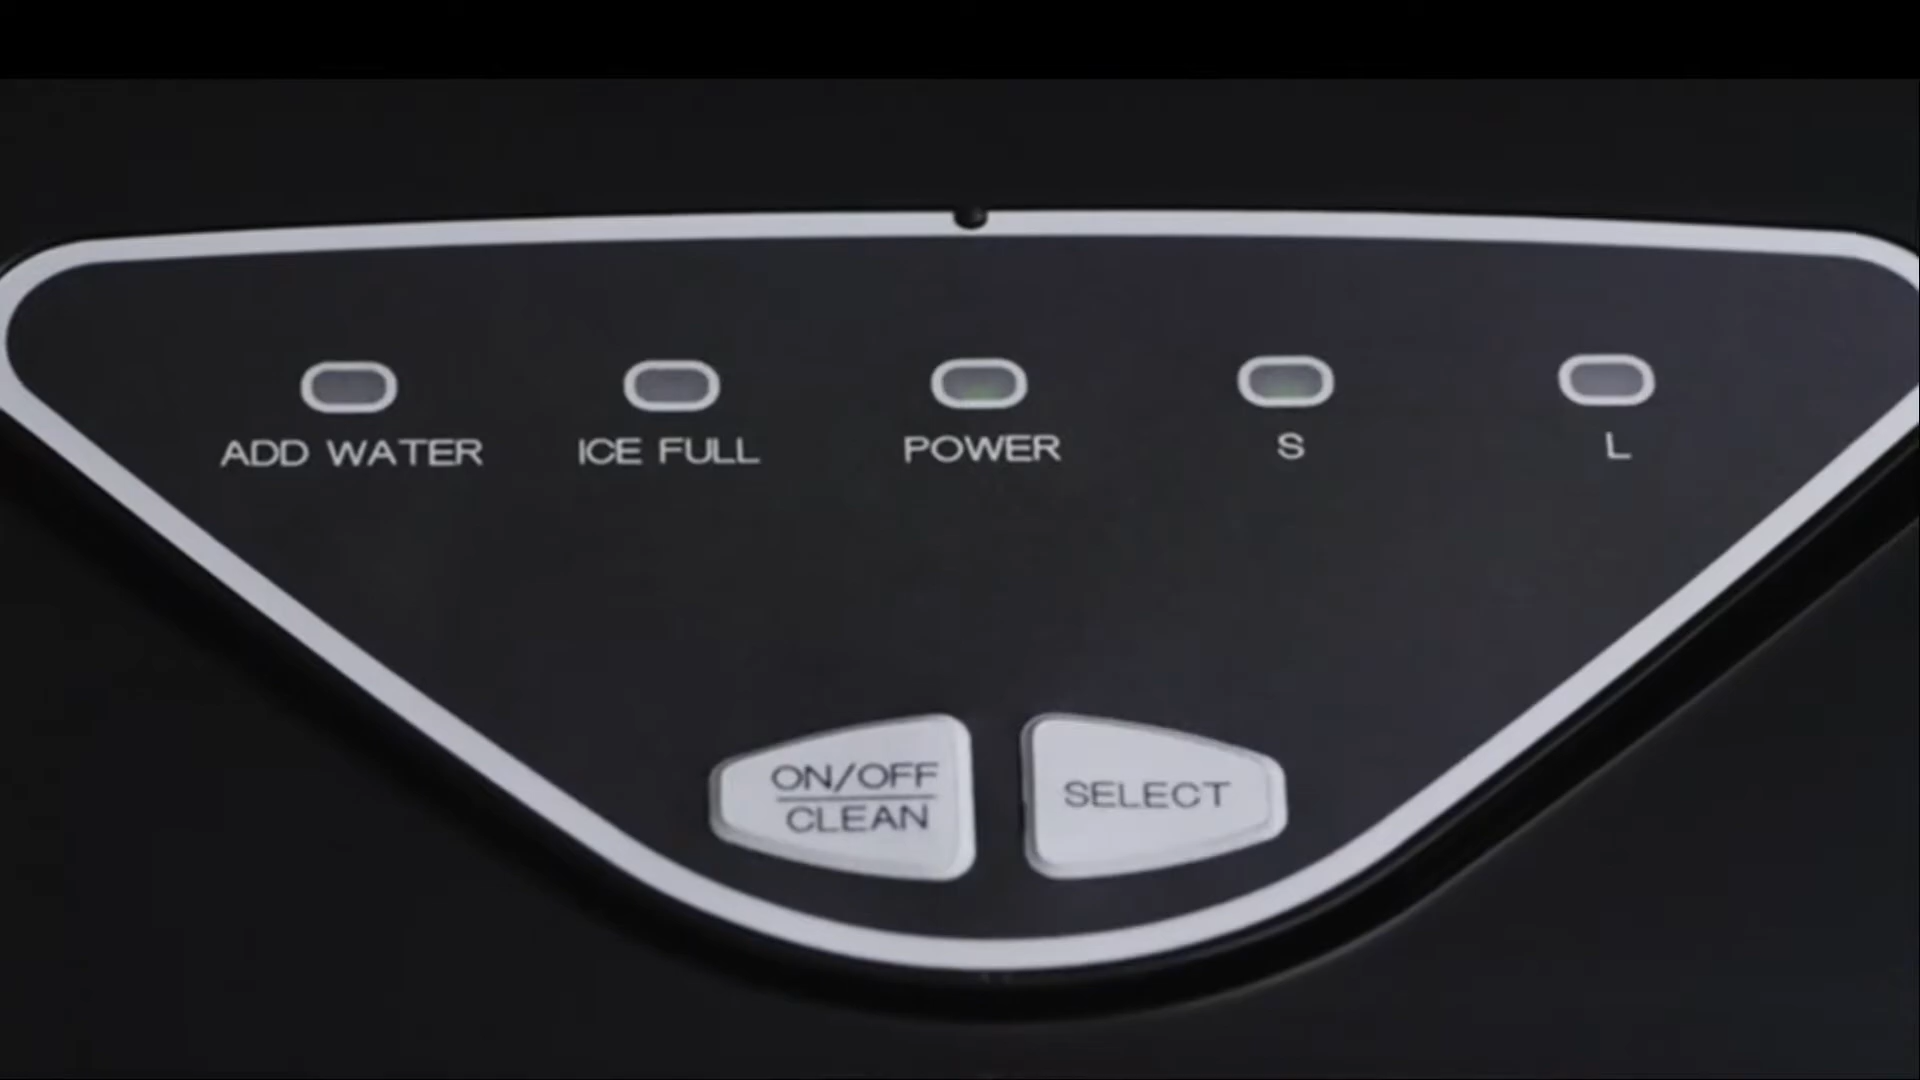 ADD WATER
ICE FULL
POWER
S
L
ON/OFF
CLEAN
SELECT